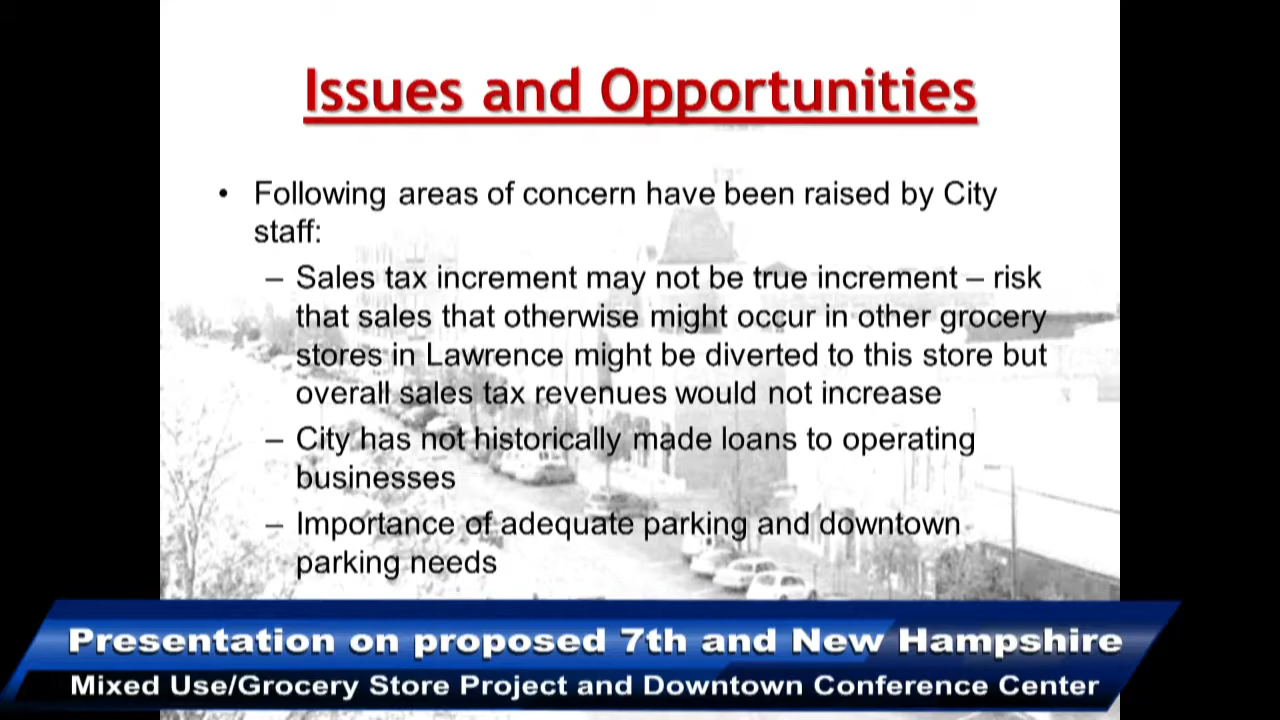 Issues and Opportunities
• Following areas of concern have been raised by City
staff:
– Sales tax increment may not be true increment – risk
that sales that otherwise might occur in other grocery
stores in Lawrence might be diverted to this store but
overall sales tax revenues would not increase
– City has not historically made loans to operating
businesses
– Importance of adequate parking and downtown
parking needs
Presentation on proposed 7th and New Hampshire
Mixed Use/Grocery Store Project and Downtown Conference Center